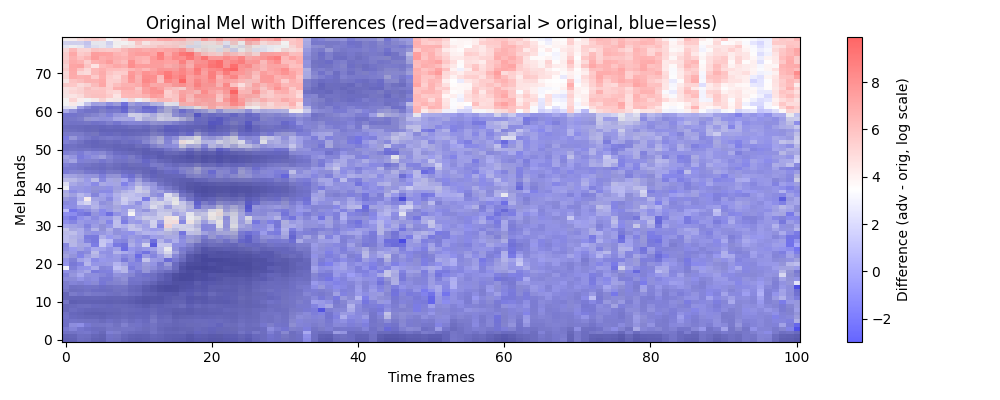 Original Mel with Differences (red=adversarial > original, blue=less)
70
60
50
40
30
20
10
0
Mel bands
0 20 40 60 80 100
Time frames
8
6
4
2
0
−2
Difference (adv - orig, log scale)